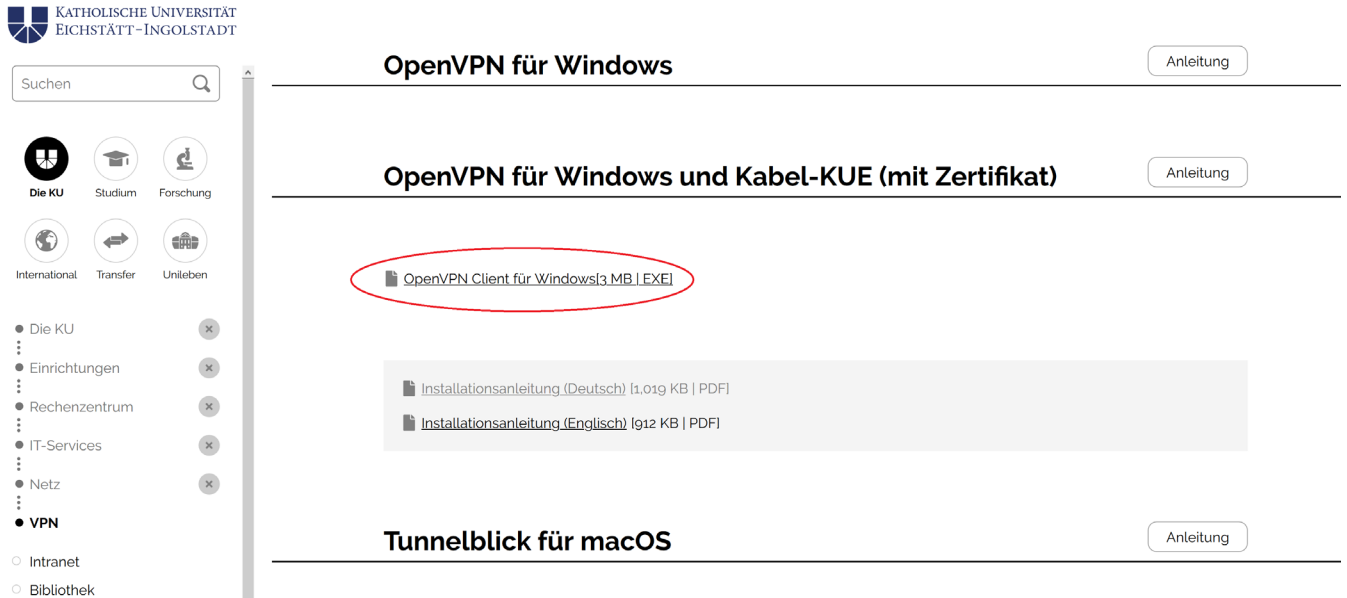 KATHOLISCHE UNIVERSITÄT
EICHSTÄTT-INGOLSTADT
Suchen
Die KU
Studium
Forschung
International
Transfer
Unileben
Die KU
Einrichtungen
Rechenzentrum
IT-Services
Netz
VPN
Intranet
Bibliothek
OpenVPN für Windows
Anleitung
OpenVPN für Windows und Kabel-KUE (mit Zertifikat)
Anleitung
OpenVPN Client für Windows[3 MB | EXE]
Installationsanleitung (Deutsch) [1,019 KB | PDF]
Installationsanleitung (Englisch) [912 KB | PDF]
Tunnelblick für macOS
Anleitung